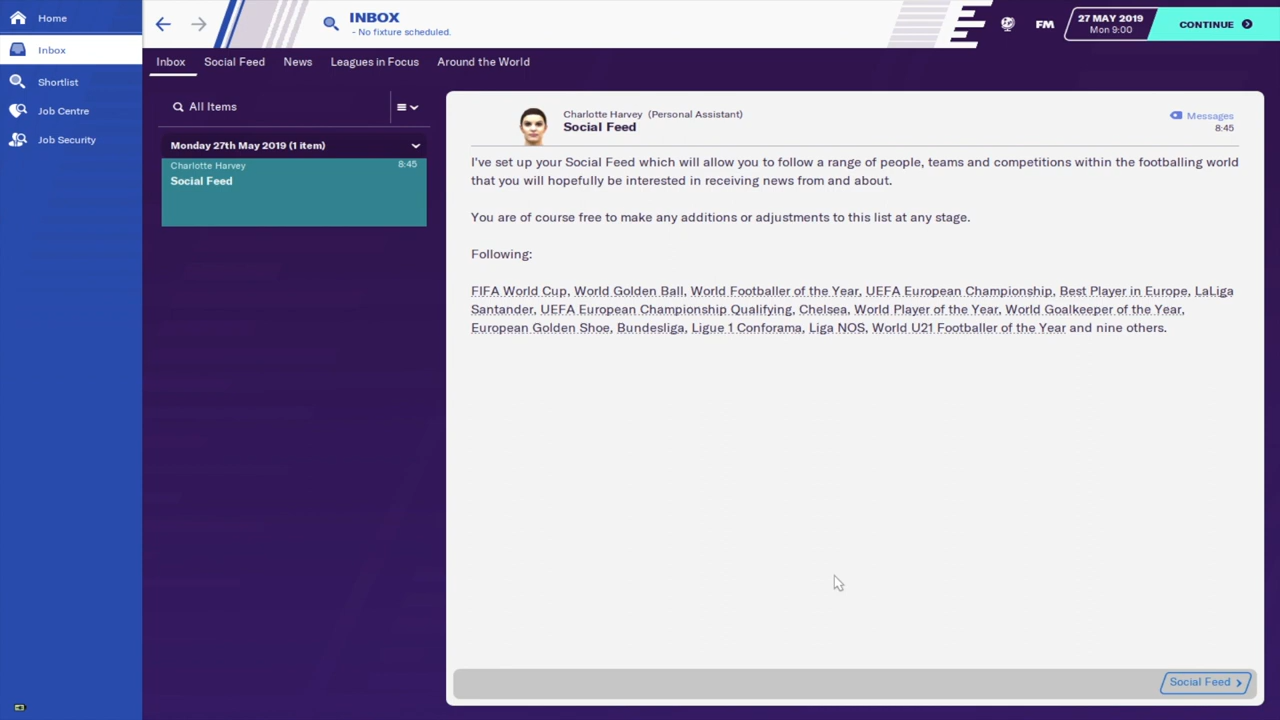 Home
Inbox
Shortlist
Job Centre
Job Security
INBOX
- No fixture scheduled.
FM
27 MAY 2019
Mon 9:00
CONTINUE
Inbox
Social Feed
News
Leagues in Focus
Around the World
All Items
Monday 27th May 2019 (1 item)
Charlotte Harvey
8:45
Social Feed
Charlotte Harvey (Personal Assistant)
Social Feed
Messages
8:45
I've set up your Social Feed which will allow you to follow a range of people, teams and competitions within the footballing world
that you will hopefully be interested in receiving news from and about.
You are of course free to make any additions or adjustments to this list at any stage.
Following:
FIFA World Cup, World Golden Ball, World Footballer of the Year, UEFA European Championship, Best Player in Europe, LaLiga
Santander, UEFA European Championship Qualifying, Chelsea, World Player of the Year, World Goalkeeper of the Year,
European Golden Shoe, Bundesliga, Ligue 1 Conforama, Liga NOS, World U21 Footballer of the Year and nine others.
Social Feed